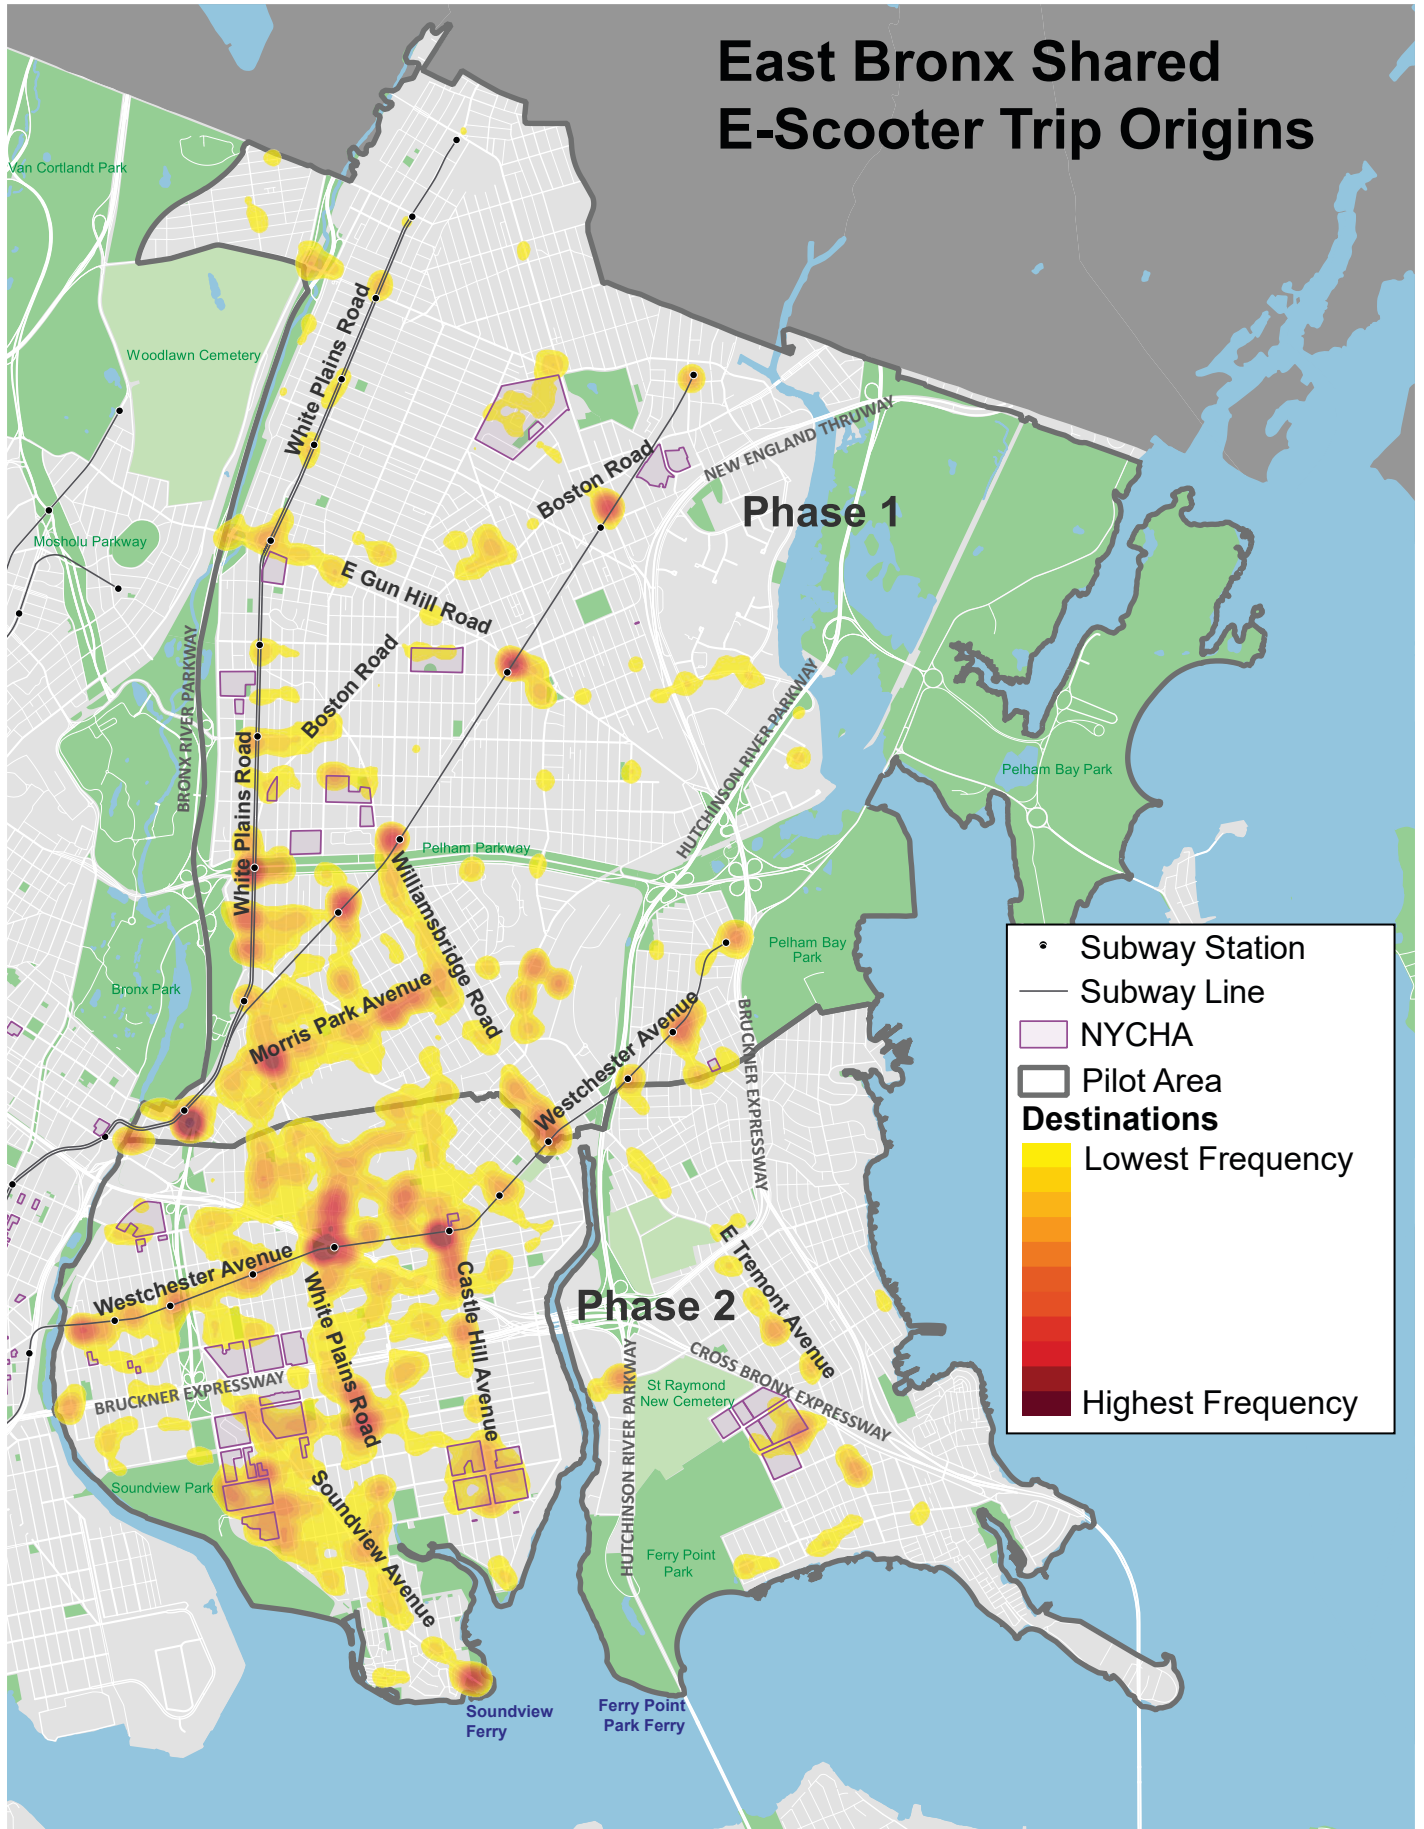 East Bronx Shared
E-Scooter Trip Origins
Van Cortlandt Park
Woodlawn Cemetery
White Plains Road
Boston Road
NEW ENGLAND THRUWAY
Phase 1
Mosholu Parkway
E Gun Hill Road
BRONX RIVER PARKWAY
Boston Road
HUTCHINSON RIVER PARKWAY
White Plains Road
Pelham Bay Park
Pelham Parkway
Williamsbridge Road
Pelham Bay
Park
Bronx Park
Morris Park Avenue
Westchester Avenue
BRUCKNER EXPRESSWAY
Subway Station
Subway Line
NYCHA
Pilot Area
Destinations
Lowest Frequency
Highest Frequency
Westchester Avenue
White Plains Road
Castle Hill Avenue
E Tremont Avenue
Phase 2
BRUCKNER EXPRESSWAY
HUTCHINSON RIVER PARKWAY
CROSS BRONX EXPRESSWAY
St Raymond
New Cemetery
Soundview Park
Soundview Avenue
Ferry Point
Park
Soundview
Ferry
Ferry Point
Park Ferry